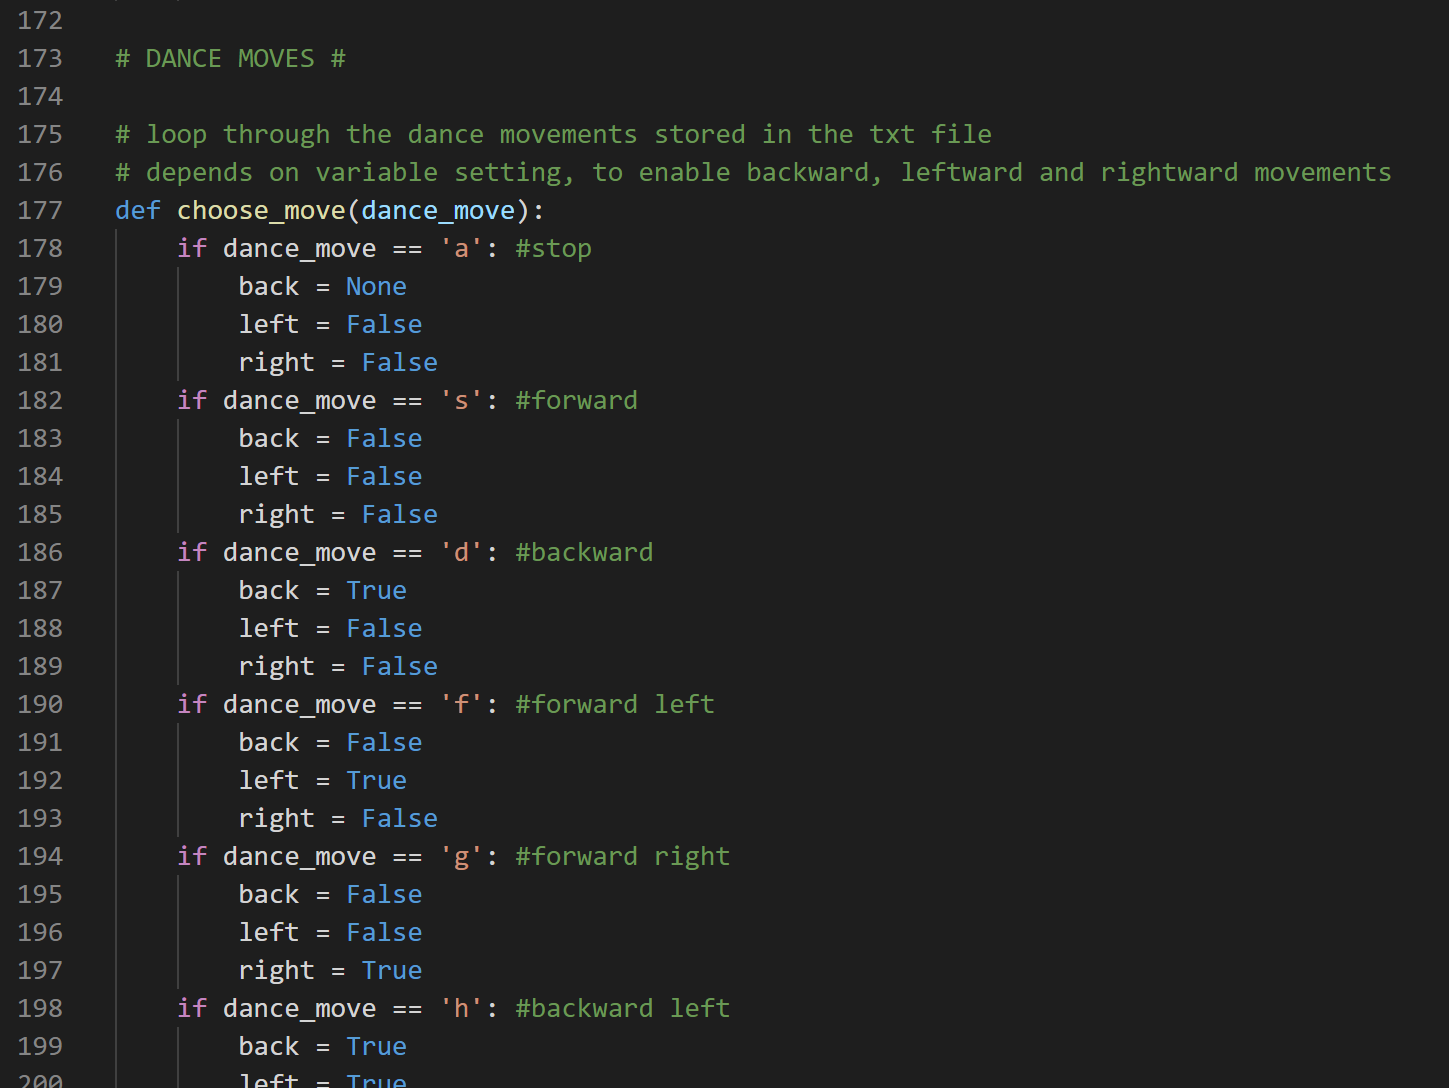 172
173 # DANCE MOVES #
174
175 # loop through the dance movements stored in the txt file
176 # depends on variable setting, to enable backward, leftward and rightward movements
177 def choose_move(dance_move):
178     if dance_move == 'a': #stop
179         back = None
180         left = False
181         right = False
182     if dance_move == 's': #forward
183         back = False
184         left = False
185         right = False
186     if dance_move == 'd': #backward
187         back = True
188         left = False
189         right = False
190     if dance_move == 'f': #forward left
191         back = False
192         left = True
193         right = False
194     if dance_move == 'g': #forward right
195         back = False
196         left = False
197         right = True
198     if dance_move == 'h': #backward left
199         back = True
200         left = True